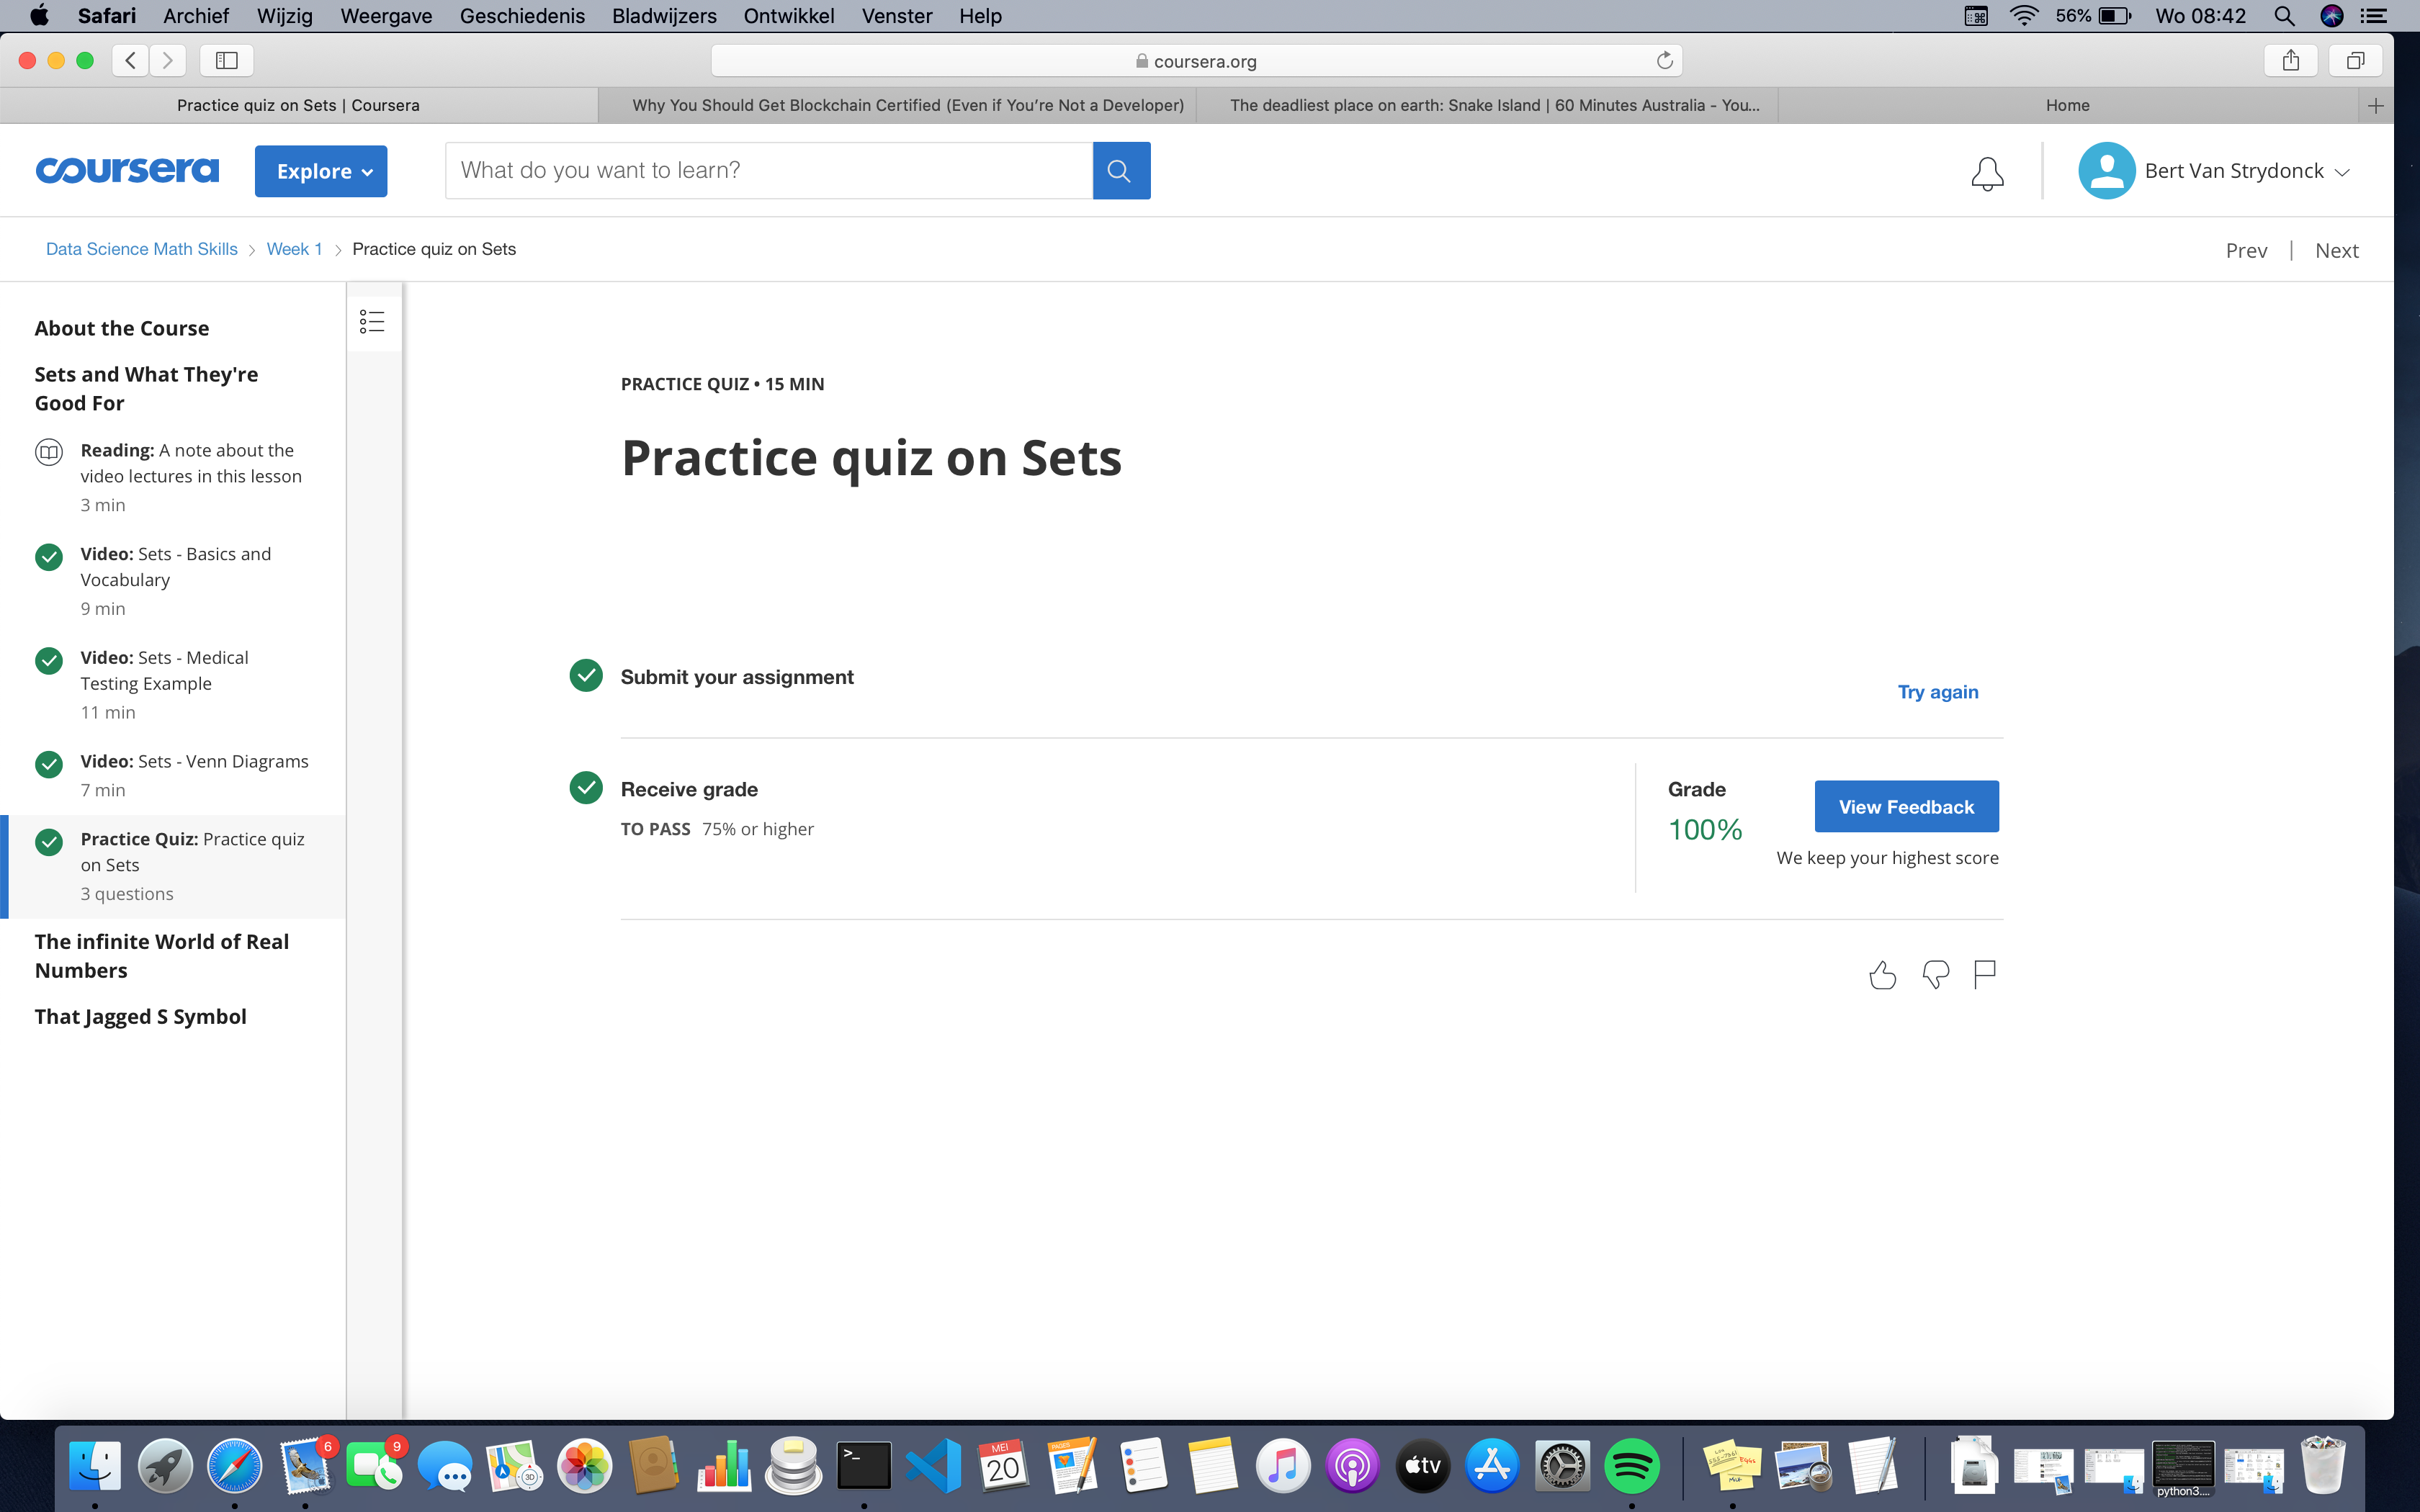 Safari Archief Wijzig Weergave Geschiedenis Bladwijzers Ontwikkel Venster Help 56% Wo 08:42
coursera.org
Practice quiz on Sets | Coursera Why You Should Get Blockchain Certified (Even if You're Not a Developer) The deadliest place on earth: Snake Island | 60 Minutes Australia - You... Home
coursera Explore What do you want to learn? Bert Van Strydonck
Data Science Math Skills > Week 1 > Practice quiz on Sets Prev | Next
About the Course
Sets and What They're
Good For
Reading: A note about the
video lectures in this lesson
3 min
Video: Sets - Basics and
Vocabulary
9 min
Video: Sets - Medical
Testing Example
11 min
Video: Sets - Venn Diagrams
7 min
Practice Quiz: Practice quiz
on Sets
3 questions
The infinite World of Real
Numbers
That Jagged S Symbol
PRACTICE QUIZ • 15 MIN
Practice quiz on Sets
Submit your assignment
Try again
Receive grade
TO PASS 75% or higher
Grade
100%
View Feedback
We keep your highest score
6
9
3D
>_
MEI
20
PAGES
tv
python3....